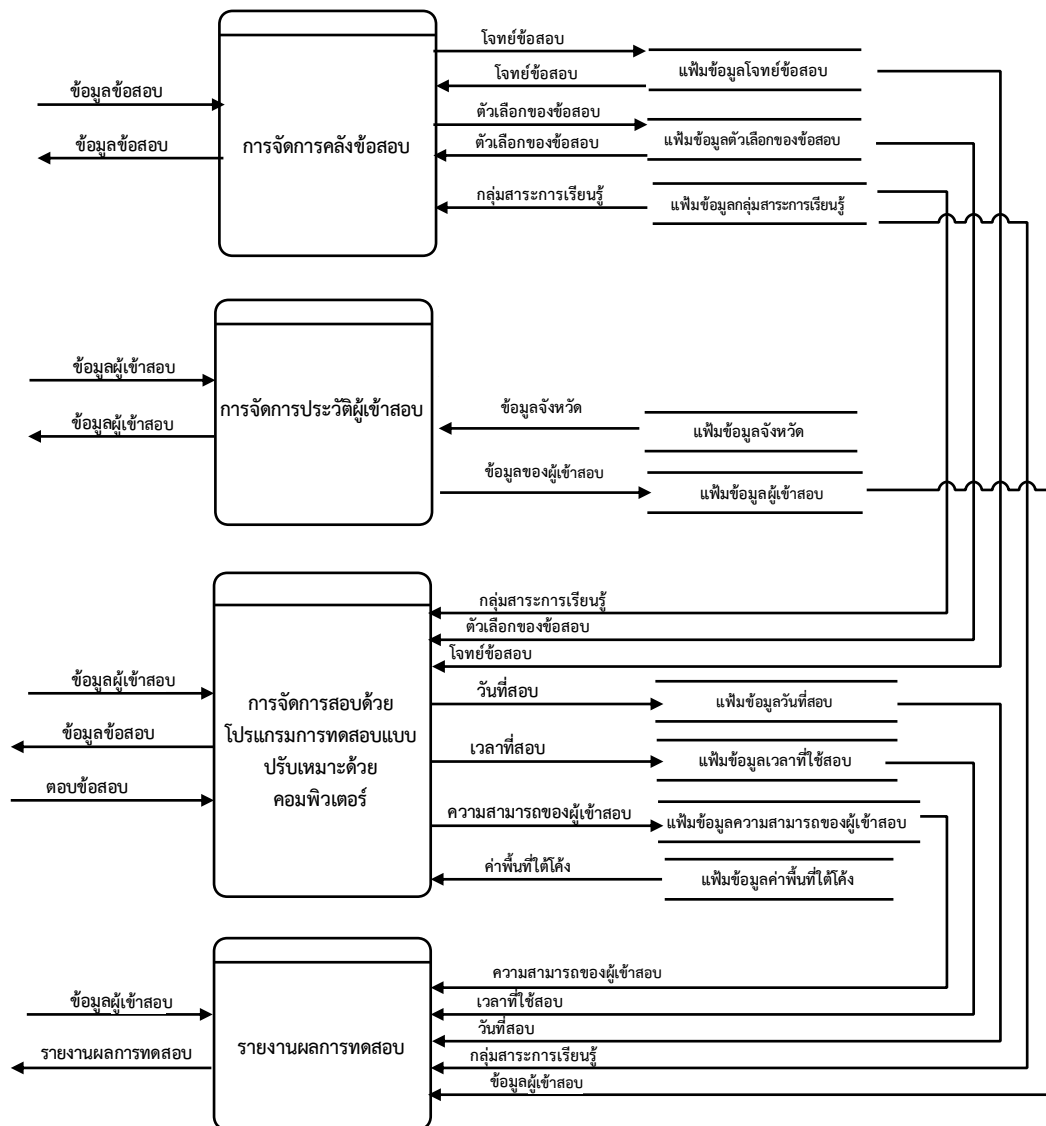 โจทย์ข้อสอบ
โจทย์ข้อสอบ
แฟ้มข้อมูลโจทย์ข้อสอบ
ข้อมูลข้อสอบ
ตัวเลือกของข้อสอบ
ข้อมูลข้อสอบ
การจัดการคลังข้อสอบ
ตัวเลือกของข้อสอบ
แฟ้มข้อมูลตัวเลือกของข้อสอบ
กลุ่มสาระการเรียนรู้
แฟ้มข้อมูลกลุ่มสาระการเรียนรู้
ข้อมูลผู้เข้าสอบ
ข้อมูลผู้เข้าสอบ
การจัดการประวัติผู้เข้าสอบ
ข้อมูลจังหวัด
แฟ้มข้อมูลจังหวัด
ข้อมูลของผู้เข้าสอบ
แฟ้มข้อมูลผู้เข้าสอบ
กลุ่มสาระการเรียนรู้
ตัวเลือกของข้อสอบ
โจทย์ข้อสอบ
ข้อมูลผู้เข้าสอบ
ข้อมูลข้อสอบ
ตอบข้อสอบ
การจัดการสอบด้วย
โปรแกรมการทดสอบแบบ
ปรับเหมาะด้วย
คอมพิวเตอร์
วันที่สอบ
แฟ้มข้อมูลวันที่สอบ
เวลาที่สอบ
แฟ้มข้อมูลเวลาที่ใช้สอบ
ความสามารถของผู้เข้าสอบ
แฟ้มข้อมูลความสามารถของผู้เข้าสอบ
ค่าพื้นที่ใต้โค้ง
แฟ้มข้อมูลค่าพื้นที่ใต้โค้ง
ความสามารถของผู้เข้าสอบ
ข้อมูลผู้เข้าสอบ
เวลาที่ใช้สอบ
วันที่สอบ
รายงานผลการทดสอบ
รายงานผลการทดสอบ
กลุ่มสาระการเรียนรู้
ข้อมูลผู้เข้าสอบ